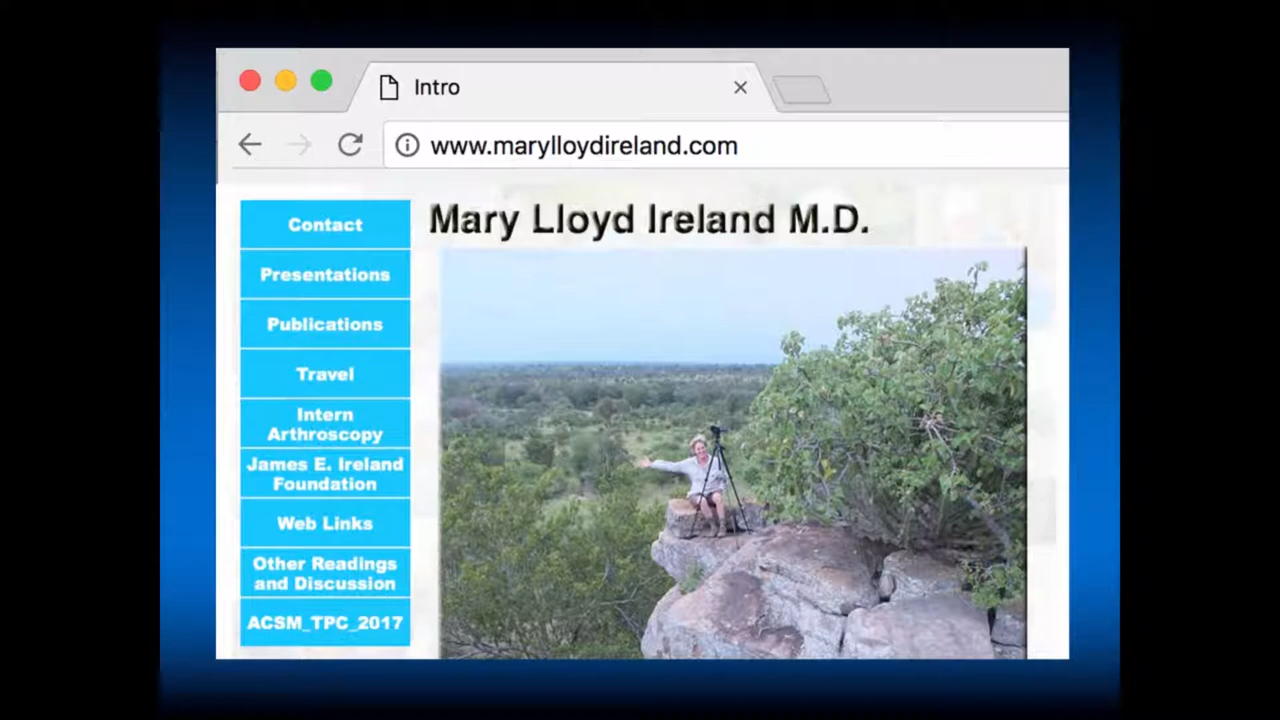 Intro
www.marylloydireland.com
Mary Lloyd Ireland M.D.
Contact
Presentations
Publications
Travel
Intern
Arthroscopy
James E. Ireland
Foundation
Web Links
Other Readings
and Discussion
ACSM_TPC_2017